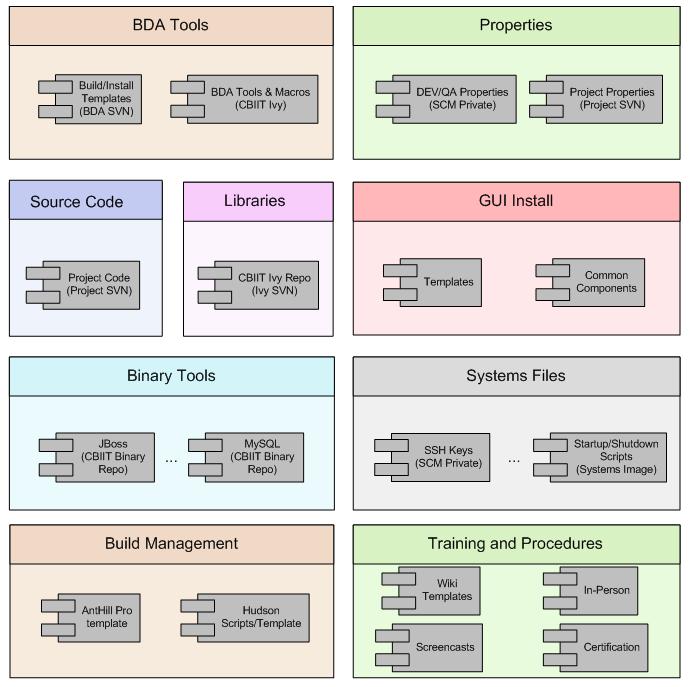 BDA Tools
Build/Install
Templates
(BDA SVN)
BDA Tools & Macros
(CBIIT Ivy)
Properties
DEV/QA Properties
(SCM Private)
Project Properties
(Project SVN)
Source Code
Project Code
(Project SVN)
Libraries
CBIIT Ivy Repo
(Ivy SVN)
GUI Install
Templates
Common
Components
Binary Tools
JBoss
(CBIIT Binary
Repo)
...
MySQL
(CBIIT Binary
Repo)
Systems Files
SSH Keys
(SCM Private)
...
Startup/Shutdown
Scripts
(Systems Image)
Build Management
AntHill Pro
template
Hudson
Scripts/Template
Training and Procedures
Wiki
Templates
In-Person
Screencasts
Certification